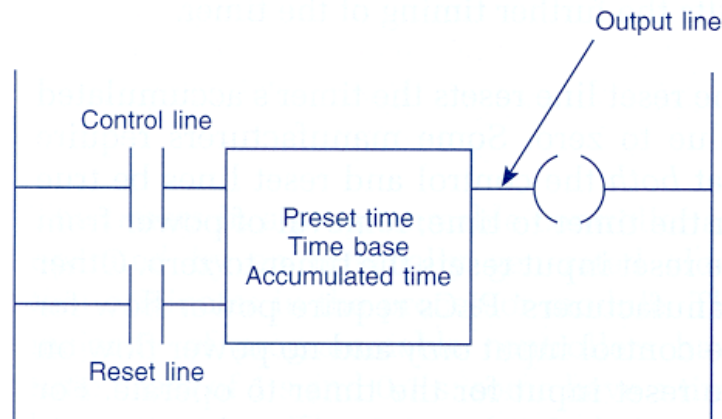 Output line
Control line
Preset time
Time base
Accumulated time
Reset line